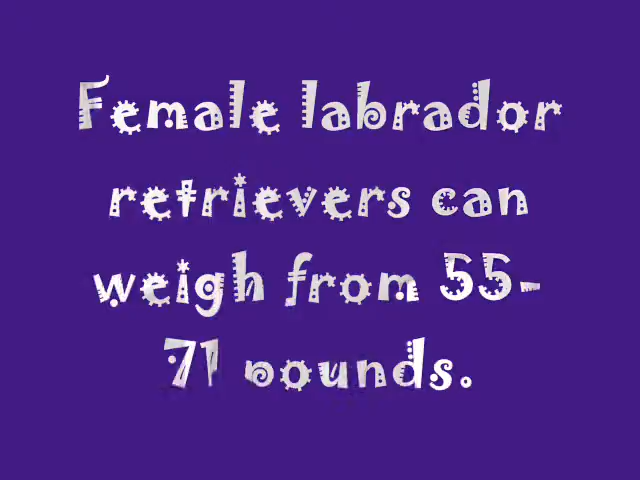 Female labrador
retrievers can
weigh from 55-
71 pounds.